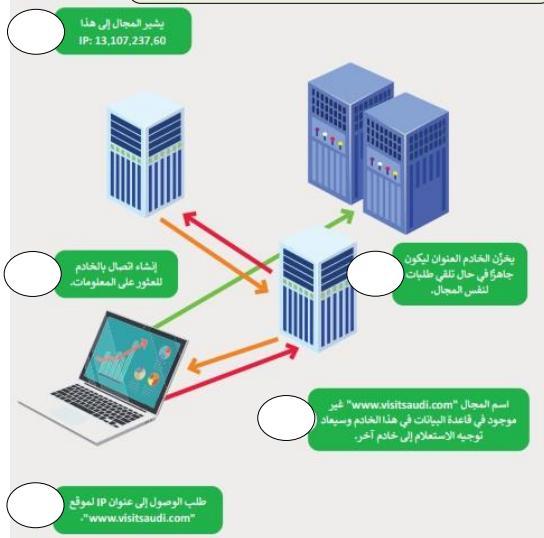 يشير المجال إلى هذا
IP: 13,107,237,60
إنشاء اتصال بالخادم
للعثور على المعلومات.
يخزّن الخادم العنوان ليكون
جاهزًا في حال تلقي طلبات
لنفس المجال.
اسم المجال "www.visitsaudi.com" غير
موجود في قاعدة البيانات في هذا الخادم وسيعاد
توجيه الاستعلام إلى خادم آخر.
طلب الوصول إلى عنوان IP لموقع
"www.visitsaudi.com".